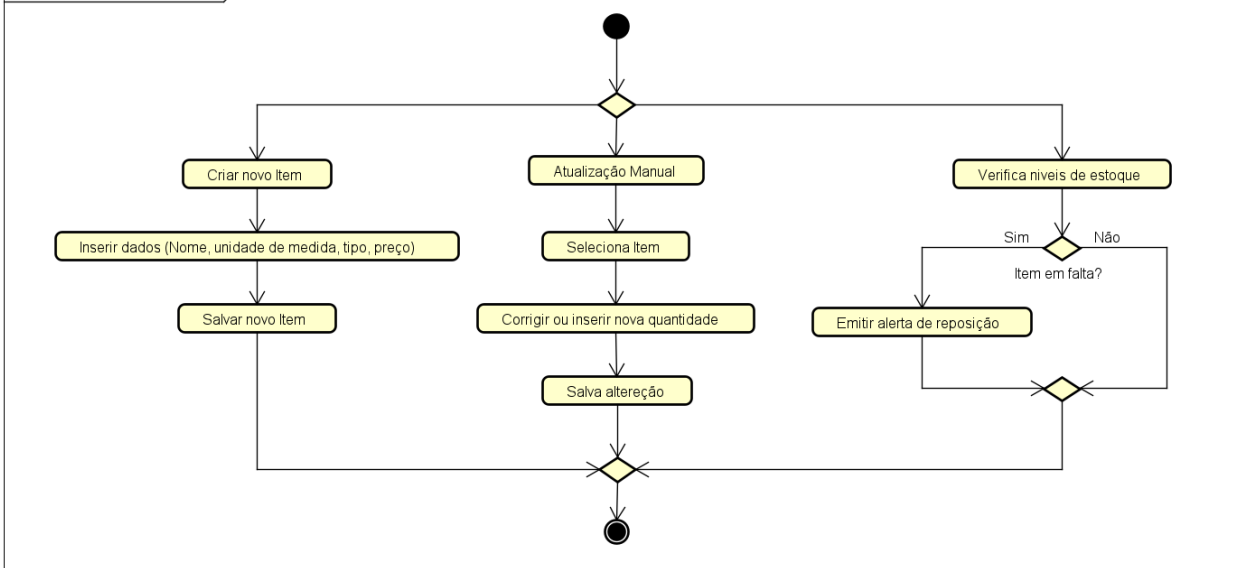 Criar novo Item
Atualização Manual
Verifica niveis de estoque
Inserir dados (Nome, unidade de medida, tipo, preço)
Seleciona Item
Sim
Não
Item em falta?
Salvar novo Item
Corrigir ou inserir nova quantidade
Emitir alerta de reposição
Salva altereção